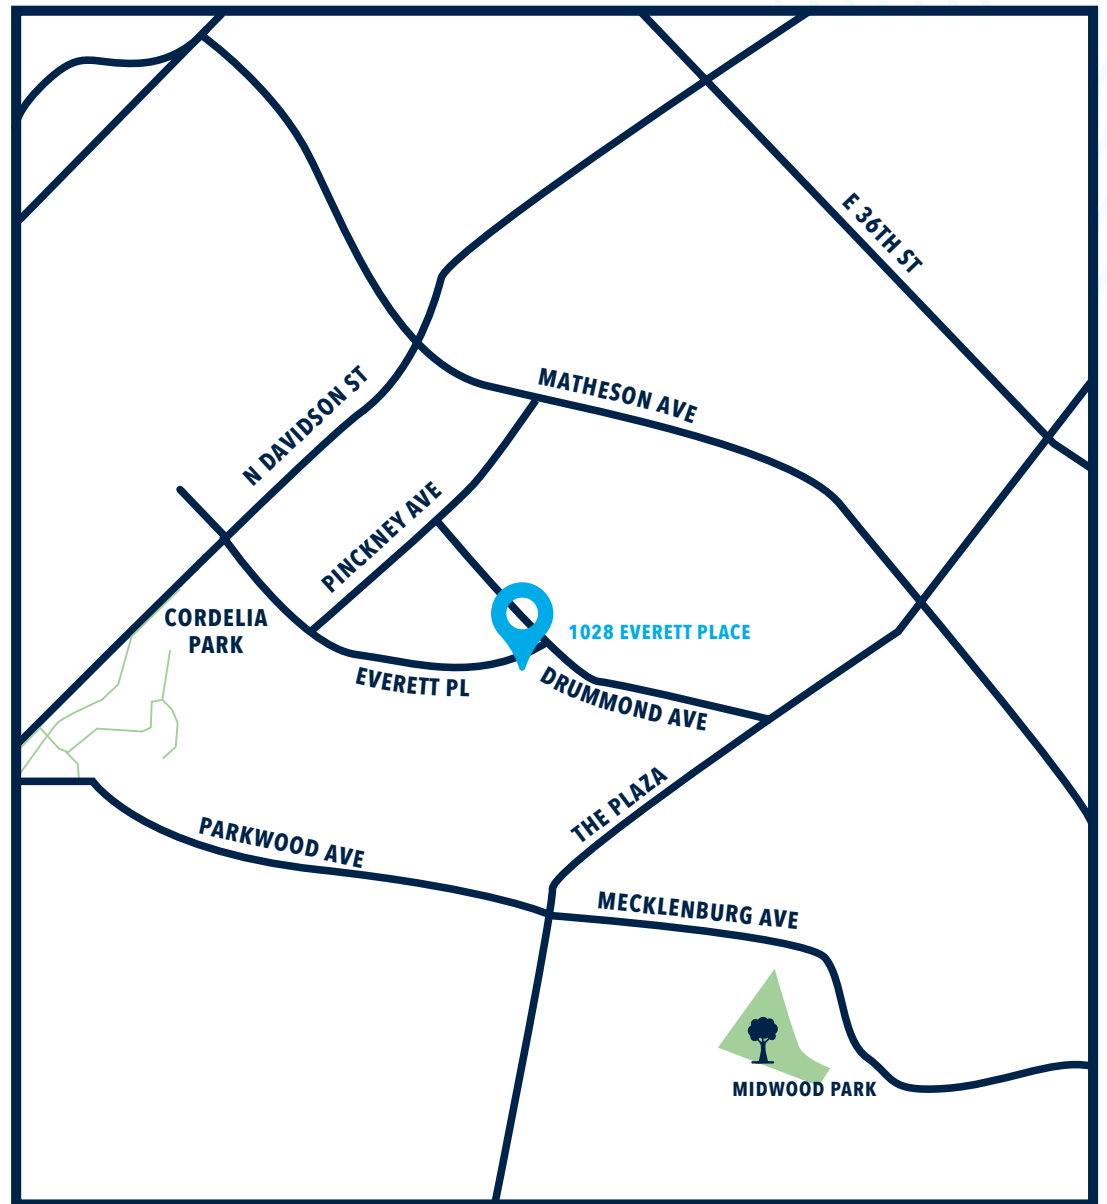 E 36TH ST
MATHESON AVE
N DAVIDSON ST
PINCKNEY AVE
CORDELIA
PARK
1028 EVERETT PLACE
EVERETT PL
DRUMMOND AVE
THE PLAZA
PARKWOOD AVE
MECKLENBURG AVE
MIDWOOD PARK